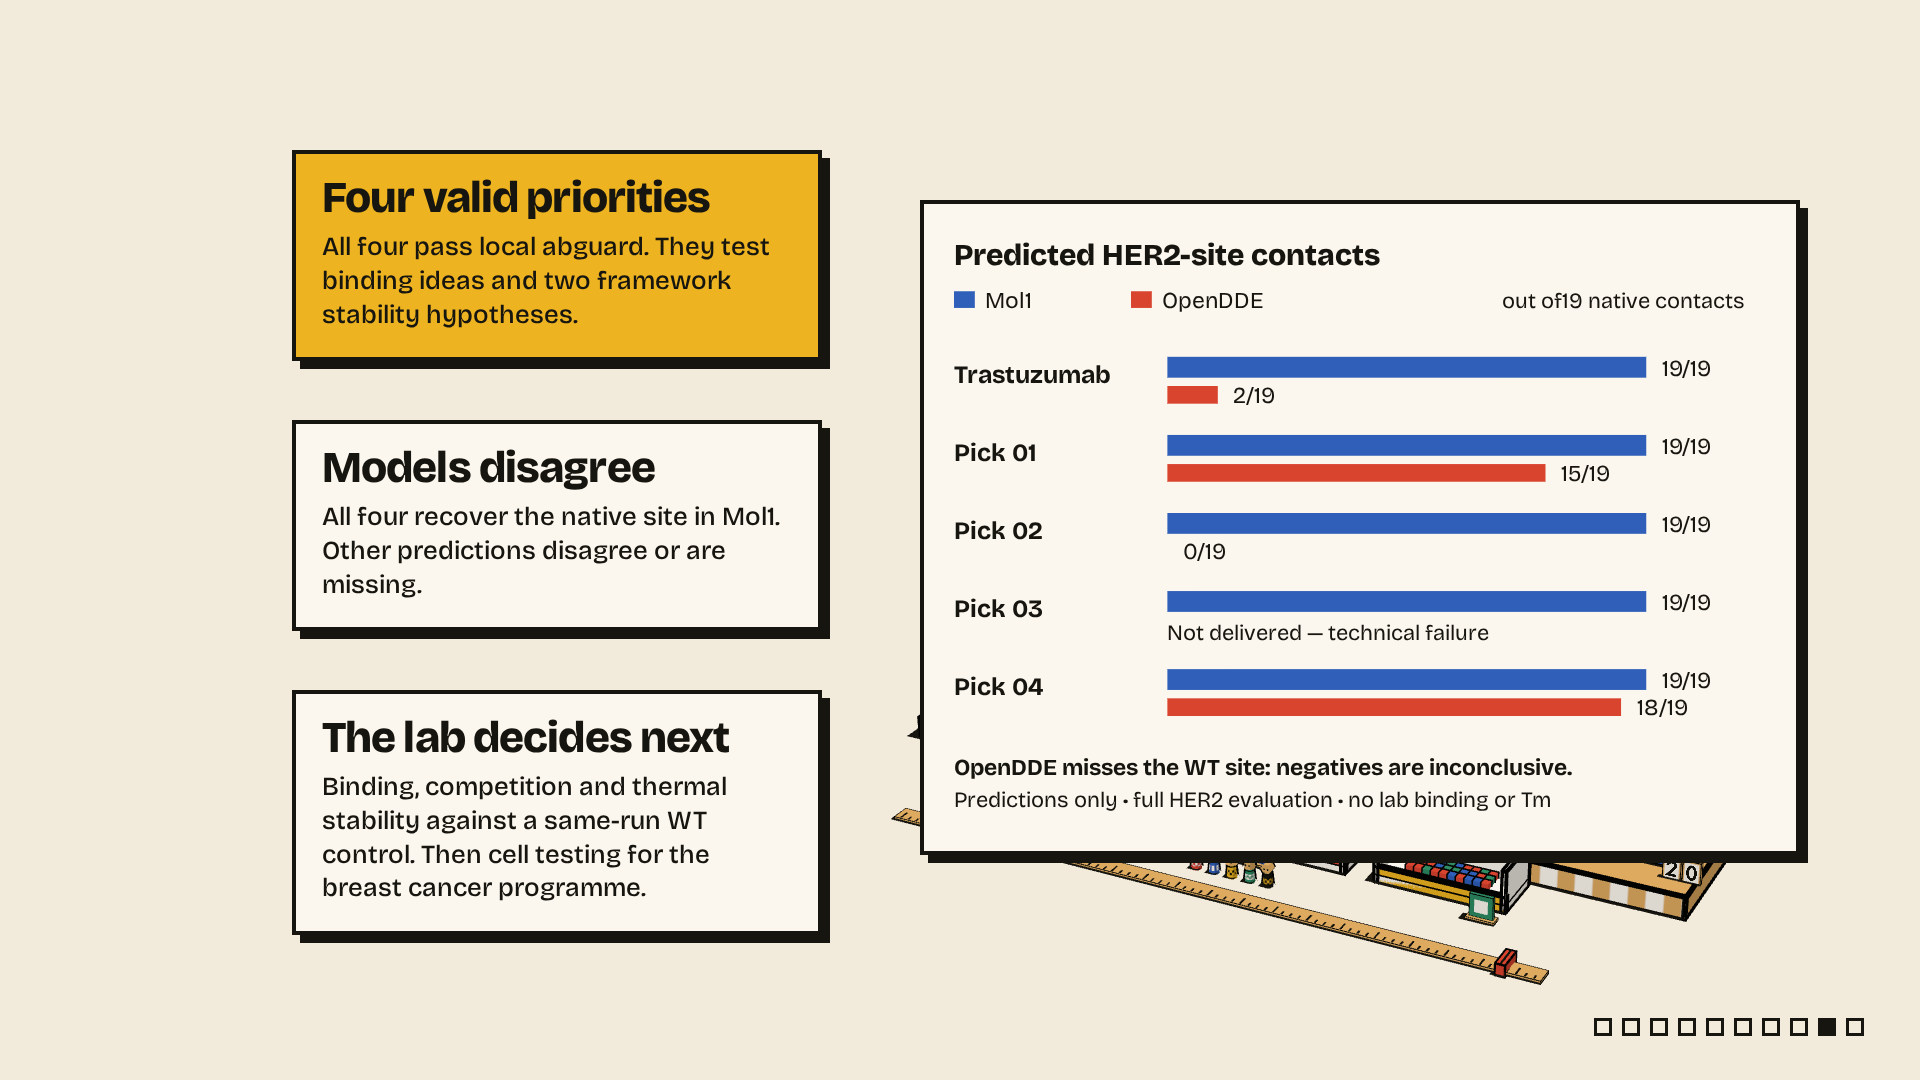 Four valid priorities
All four pass local abguard. They test
binding ideas and two framework
stability hypotheses.
Models disagree
All four recover the native site in Mol1.
Other predictions disagree or are
missing.
The lab decides next
Binding, competition and thermal
stability against a same-run WT
control. Then cell testing for the
breast cancer programme.
Predicted HER2-site contacts
Mol1 OpenDDE out of19 native contacts
Trastuzumab 19/19
2/19
Pick 01 19/19
15/19
Pick 02 19/19
0/19
Pick 03 19/19
Not delivered — technical failure
Pick 04 19/19
18/19
OpenDDE misses the WT site: negatives are inconclusive.
Predictions only • full HER2 evaluation • no lab binding or Tm
2 0